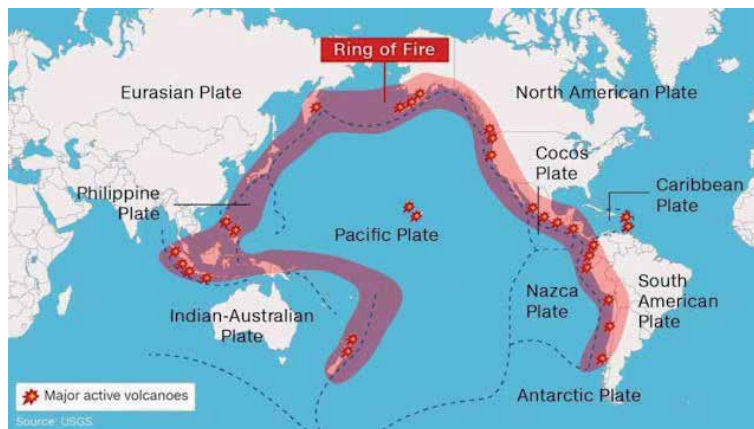 Ring of Fire
Eurasian Plate
North American Plate
Cocos
Plate
Caribbean
Plate
Philippine
Plate
Pacific Plate
Indian-Australian
Plate
Nazca
Plate
South
American
Plate
Antarctic Plate
Major active volcanoes
Source: USGS